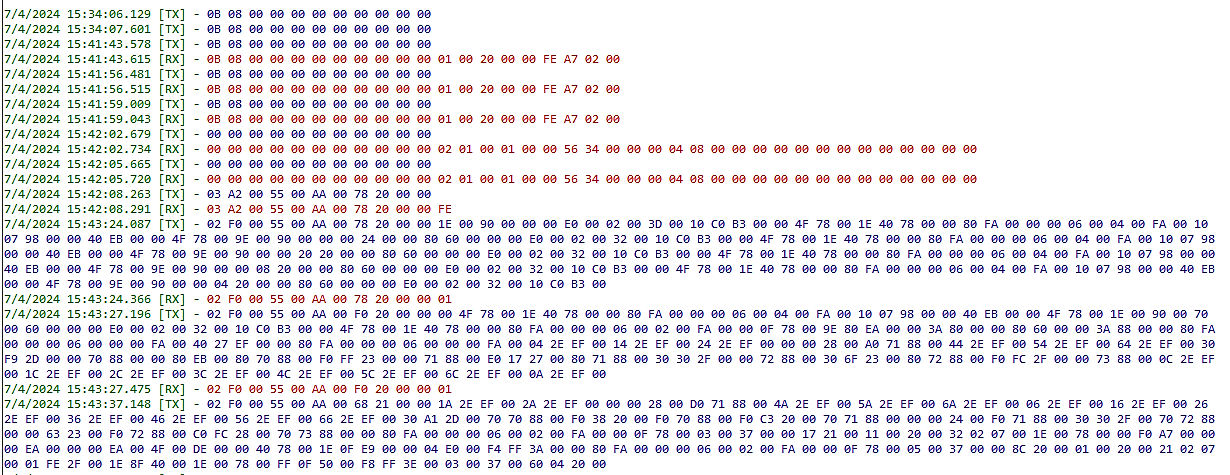 7/4/2024 15:34:06.129 [TX] - 0B 08 00 00 00 00 00 00 00 00 00
7/4/2024 15:34:07.601 [TX] - 0B 08 00 00 00 00 00 00 00 00 00
7/4/2024 15:41:43.578 [TX] - 0B 08 00 00 00 00 00 00 00 00 00
7/4/2024 15:41:43.615 [RX] - 0B 08 00 00 00 00 00 00 00 00 00 01 00 20 00 00 FE A7 02 00
7/4/2024 15:41:56.481 [TX] - 0B 08 00 00 00 00 00 00 00 00 00
7/4/2024 15:41:56.515 [RX] - 0B 08 00 00 00 00 00 00 00 00 00 01 00 20 00 00 FE A7 02 00
7/4/2024 15:41:59.009 [TX] - 0B 08 00 00 00 00 00 00 00 00 00
7/4/2024 15:41:59.043 [RX] - 0B 08 00 00 00 00 00 00 00 00 00 01 00 20 00 00 FE A7 02 00
7/4/2024 15:42:02.679 [TX] - 00 00 00 00 00 00 00 00 00 00 00
7/4/2024 15:42:02.734 [RX] - 00 00 00 00 00 00 00 00 00 00 00 02 01 00 01 00 00 56 34 00 00 00 04 08 00 00 00 00 00 00 00 00 00 00 00 00 00
7/4/2024 15:42:05.665 [TX] - 00 00 00 00 00 00 00 00 00 00 00
7/4/2024 15:42:05.720 [RX] - 00 00 00 00 00 00 00 00 00 00 00 02 01 00 01 00 00 56 34 00 00 00 04 08 00 00 00 00 00 00 00 00 00 00 00 00 00
7/4/2024 15:42:08.263 [TX] - 03 A2 00 55 00 AA 00 78 20 00 00
7/4/2024 15:42:08.291 [RX] - 03 A2 00 55 00 AA 00 78 20 00 00 FE
7/4/2024 15:43:24.087 [TX] - 02 F0 00 55 00 AA 00 78 20 00 00 1E 00 90 00 00 00 E0 00 02 00 3D 00 10 C0 B3 00 00 4F 78 00 1E 40 78 00 00 80 FA 00 00 00 06 00 04 00 FA 00 10
07 98 00 00 40 EB 00 00 4F 78 00 9E 00 90 00 00 00 24 00 00 80 60 00 00 00 E0 00 02 00 32 00 10 C0 B3 00 00 4F 78 00 1E 40 78 00 00 80 FA 00 00 00 06 00 04 00 FA 00 10 07 98
00 00 40 EB 00 00 4F 78 00 9E 00 90 00 00 20 20 00 00 80 60 00 00 00 E0 00 02 00 32 00 10 C0 B3 00 00 4F 78 00 1E 40 78 00 00 80 FA 00 00 00 06 00 04 00 FA 00 10 07 98 00 00
40 EB 00 00 4F 78 00 9E 00 90 00 00 08 20 00 00 80 60 00 00 00 E0 00 02 00 32 00 10 C0 B3 00 00 4F 78 00 1E 40 78 00 00 80 FA 00 00 00 06 00 04 00 FA 00 10 07 98 00 00 40 EB
00 00 4F 78 00 9E 00 90 00 00 04 20 00 00 80 60 00 00 00 E0 00 02 00 32 00 10 C0 B3 00
7/4/2024 15:43:24.366 [RX] - 02 F0 00 55 00 AA 00 78 20 00 00 01
7/4/2024 15:43:27.196 [TX] - 02 F0 00 55 00 AA 00 F0 20 00 00 00 4F 78 00 1E 40 78 00 00 80 FA 00 00 00 06 00 04 00 FA 00 10 07 98 00 00 40 EB 00 00 4F 78 00 1E 00 90 00 70
00 60 00 00 00 E0 00 02 00 32 00 10 C0 B3 00 00 4F 78 00 1E 40 78 00 00 80 FA 00 00 00 06 00 02 00 FA 00 00 0F 78 00 9E 80 EA 00 00 3A 80 00 00 80 60 00 00 3A 88 00 00 80 FA
00 00 00 06 00 00 00 FA 00 40 27 EF 00 00 80 FA 00 00 00 06 00 00 00 FA 00 04 2E EF 00 14 2E EF 00 24 2E EF 00 00 00 28 00 A0 71 88 00 44 2E EF 00 54 2E EF 00 64 2E EF 00 30
F9 2D 00 00 70 88 00 00 80 EB 00 80 70 88 00 F0 FF 23 00 00 71 88 00 E0 17 27 00 80 71 88 00 30 30 2F 00 00 72 88 00 30 6F 23 00 80 72 88 00 F0 FC 2F 00 00 73 88 00 0C 2E EF
00 1C 2E EF 00 2C 2E EF 00 3C 2E EF 00 4C 2E EF 00 5C 2E EF 00 6C 2E EF 00 0A 2E EF 00
7/4/2024 15:43:27.475 [RX] - 02 F0 00 55 00 AA 00 F0 20 00 00 01
7/4/2024 15:43:37.148 [TX] - 02 F0 00 55 00 AA 00 68 21 00 00 1A 2E EF 00 2A 2E EF 00 00 00 28 00 D0 71 88 00 4A 2E EF 00 5A 2E EF 00 6A 2E EF 00 06 2E EF 00 16 2E EF 00 26
2E EF 00 36 2E EF 00 46 2E EF 00 56 2E EF 00 66 2E EF 00 30 A1 2D 00 70 70 88 00 F0 38 20 00 F0 70 88 00 F0 C3 20 00 70 71 88 00 00 00 24 00 F0 71 88 00 30 30 2F 00 70 72 88
00 00 63 23 00 F0 72 88 00 C0 FC 28 00 70 73 88 00 00 80 FA 00 00 00 06 00 02 00 FA 00 00 0F 78 00 03 00 37 00 00 17 21 00 11 00 20 00 32 02 07 00 1E 00 78 00 00 F0 A7 00 00
00 EA 00 00 00 EA 00 4F 00 DE 00 00 40 78 00 1E 0F E9 00 00 04 E0 00 F4 FF 3A 00 00 80 FA 00 00 00 06 00 02 00 FA 00 00 0F 78 00 05 00 37 00 00 8C 20 00 01 00 20 00 21 02 07
00 01 FE 2F 00 1E 8F 40 00 1E 00 78 00 FF 0F 50 00 F8 FF 3E 00 03 00 37 00 60 04 20 00